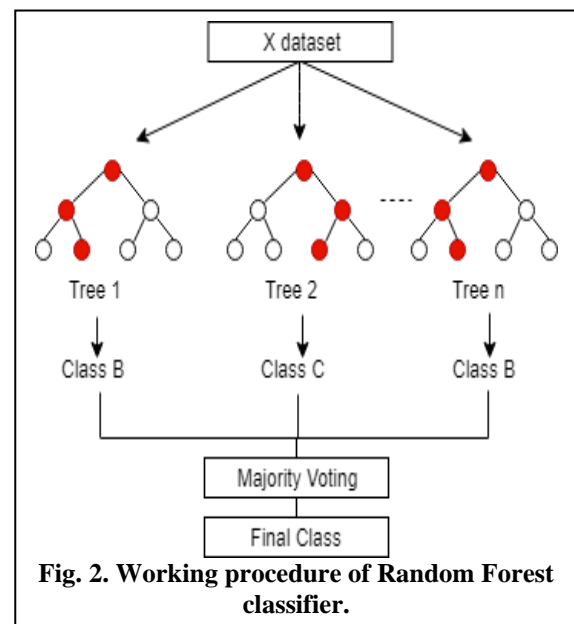 X dataset
Tree 1 Tree 2 Tree n
Class B Class C Class B
Majority Voting
Final Class
Fig. 2. Working procedure of Random Forest
classifier.